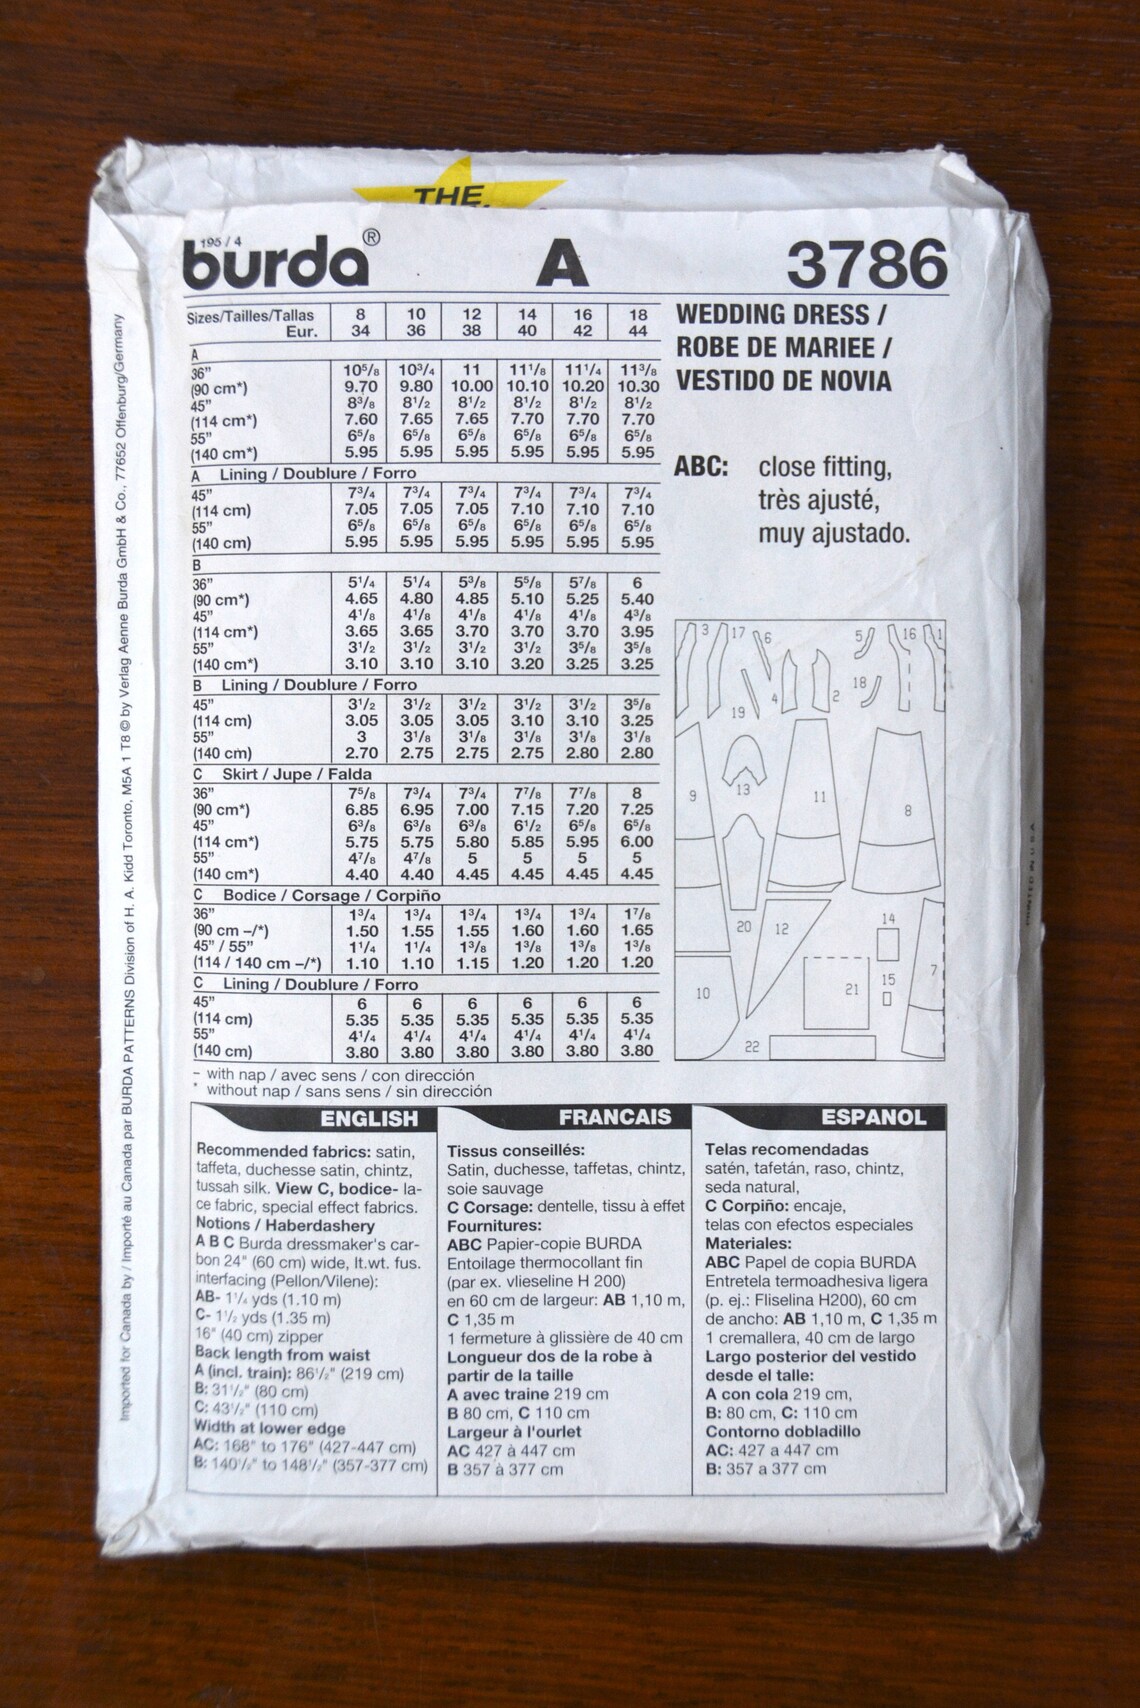 THE
195 / 4
burda® A 3786
Sizes/Tailles/Tallas 8 10 12 14 16 18
Eur. 34 36 38 40 42 44
A
36" 10⁵/₈ 10³/₄ 11 11¹/₈ 11¹/₄ 11³/₈
(90 cm*) 9.70 9.80 10.00 10.10 10.20 10.30
45" 8³/₈ 8¹/₂ 8¹/₂ 8¹/₂ 8¹/₂ 8¹/₂
(114 cm*) 7.60 7.65 7.65 7.70 7.70 7.70
55" 6⁵/₈ 6⁵/₈ 6⁵/₈ 6⁵/₈ 6⁵/₈ 6⁵/₈
(140 cm*) 5.95 5.95 5.95 5.95 5.95 5.95
A Lining / Doublure / Forro
45" 7³/₄ 7³/₄ 7³/₄ 7³/₄ 7³/₄ 7³/₄
(114 cm) 7.05 7.05 7.05 7.10 7.10 7.10
55" 6⁵/₈ 6⁵/₈ 6⁵/₈ 6⁵/₈ 6⁵/₈ 6⁵/₈
(140 cm) 5.95 5.95 5.95 5.95 5.95 5.95
B
36" 5¹/₄ 5¹/₄ 5³/₈ 5⁵/₈ 5⁷/₈ 6
(90 cm*) 4.65 4.80 4.85 5.10 5.25 5.40
45" 4¹/₈ 4¹/₈ 4¹/₈ 4¹/₈ 4¹/₈ 4³/₈
(114 cm*) 3.65 3.65 3.70 3.70 3.70 3.95
55" 3¹/₂ 3¹/₂ 3¹/₂ 3¹/₂ 3⁵/₈ 3⁵/₈
(140 cm*) 3.10 3.10 3.10 3.20 3.25 3.25
B Lining / Doublure / Forro
45" 3¹/₂ 3¹/₂ 3¹/₂ 3¹/₂ 3¹/₂ 3⁵/₈
(114 cm) 3.05 3.05 3.05 3.10 3.10 3.25
55" 3 3¹/₈ 3¹/₈ 3¹/₈ 3¹/₈ 3¹/₈
(140 cm) 2.70 2.75 2.75 2.75 2.80 2.80
C Skirt / Jupe / Falda
36" 7⁵/₈ 7³/₄ 7³/₄ 7⁷/₈ 7⁷/₈ 8
(90 cm*) 6.85 6.95 7.00 7.15 7.20 7.25
45" 6³/₈ 6³/₈ 6³/₈ 6¹/₂ 6⁵/₈ 6⁵/₈
(114 cm*) 5.75 5.75 5.80 5.85 5.95 6.00
55" 4⁷/₈ 4⁷/₈ 5 5 5 5
(140 cm*) 4.40 4.40 4.45 4.45 4.45 4.45
C Bodice / Corsage / Corpiño
36" 1³/₄ 1³/₄ 1³/₄ 1³/₄ 1³/₄ 1⁷/₈
(90 cm –/*) 1.50 1.55 1.55 1.60 1.60 1.65
45" / 55" 1¹/₄ 1¹/₄ 1³/₈ 1³/₈ 1³/₈ 1³/₈
(114 / 140 cm –/*) 1.10 1.10 1.15 1.20 1.20 1.20
C Lining / Doublure / Forro
45" 6 6 6 6 6 6
(114 cm) 5.35 5.35 5.35 5.35 5.35 5.35
55" 4¹/₄ 4¹/₄ 4¹/₄ 4¹/₄ 4¹/₄ 4¹/₄
(140 cm) 3.80 3.80 3.80 3.80 3.80 3.80
– with nap / avec sens / con dirección
* without nap / sans sens / sin dirección
WEDDING DRESS /
ROBE DE MARIEE /
VESTIDO DE NOVIA
ABC: close fitting,
très ajusté,
muy ajustado.
3 17 6 5 16 1
4 2 18
19
9 13 11 8
20 12 14
10 21 15 7
22
ENGLISH
Recommended fabrics: satin,
taffeta, duchesse satin, chintz,
tussah silk. View C, bodice- la-
ce fabric, special effect fabrics.
Notions / Haberdashery
A B C Burda dressmaker's car-
bon 24" (60 cm) wide, lt.wt. fus.
interfacing (Pellon/Vilene):
AB- 1¹/₄ yds (1.10 m)
C- 1¹/₂ yds (1.35 m)
16" (40 cm) zipper
Back length from waist
A (incl. train): 86¹/₂" (219 cm)
B: 31¹/₂" (80 cm)
C: 43¹/₂" (110 cm)
Width at lower edge
AC: 168" to 176" (427-447 cm)
B: 140¹/₂" to 148¹/₂" (357-377 cm)
FRANCAIS
Tissus conseillés:
Satin, duchesse, taffetas, chintz,
soie sauvage
C Corsage: dentelle, tissu à effet
Fournitures:
ABC Papier-copie BURDA
Entoilage thermocollant fin
(par ex. vlieseline H 200)
en 60 cm de largeur: AB 1,10 m,
C 1,35 m
1 fermeture à glissière de 40 cm
Longueur dos de la robe à
partir de la taille
A avec traine 219 cm
B 80 cm, C 110 cm
Largeur à l'ourlet
AC 427 à 447 cm
B 357 à 377 cm
ESPANOL
Telas recomendadas
satén, tafetán, raso, chintz,
seda natural,
C Corpiño: encaje,
telas con efectos especiales
Materiales:
ABC Papel de copia BURDA
Entretela termoadhesiva ligera
(p. ej.: Fliselina H200), 60 cm
de ancho: AB 1,10 m, C 1,35 m
1 cremallera, 40 cm de largo
Largo posterior del vestido
desde el talle:
A con cola 219 cm,
B: 80 cm, C: 110 cm
Contorno dobladillo
AC: 427 a 447 cm
B: 357 a 377 cm
Imported for Canada by / Importé au Canada par BURDA PATTERNS Division of H. A. Kidd Toronto, M5A 1 T8 © by Verlag Aenne Burda GmbH & Co., 77652 Offenburg/Germany
PRINTED IN U.S.A.